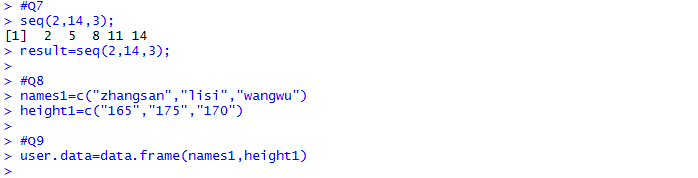 > #Q7
> seq(2,14,3);
[1]  2  5  8 11 14
> result=seq(2,14,3);
>
> #Q8
> names1=c("zhangsan","lisi","wangwu")
> height1=c("165","175","170")
>
> #Q9
> user.data=data.frame(names1,height1)
>